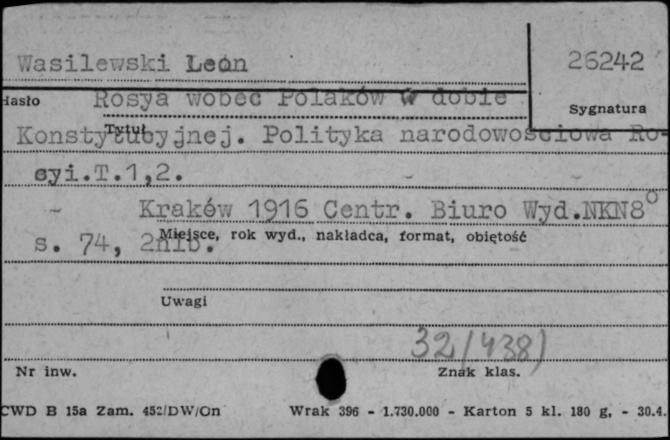 Wasilewski Leon 26242
Hasło Rosya wobec Polaków w dobie
Sygnatura
Tytuł
Konstytucyjnej. Polityka narodowościowa Ro-
syi.T.1,2.
- Kraków 1916 Centr. Biuro Wyd.NKN8°
s. 74, 2nlb.
Miejsce, rok wyd., nakładca, format, objętość
Uwagi
32/438)
Nr inw. Znak klas.
CWD B 15a Zam. 452/DW/On Wrak 396 - 1.730.000 - Karton 5 kl. 180 g, - 30.4.